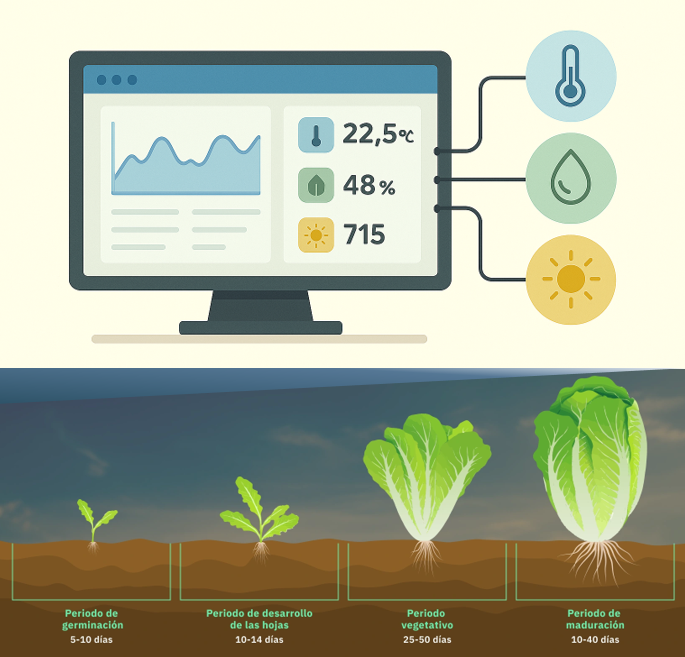 22,5°C
48%
715
Periodo de
germinación
5-10 días
Periodo de desarrollo
de las hojas
10-14 días
Periodo
vegetativo
25-50 días
Periodo de
maduración
10-40 días